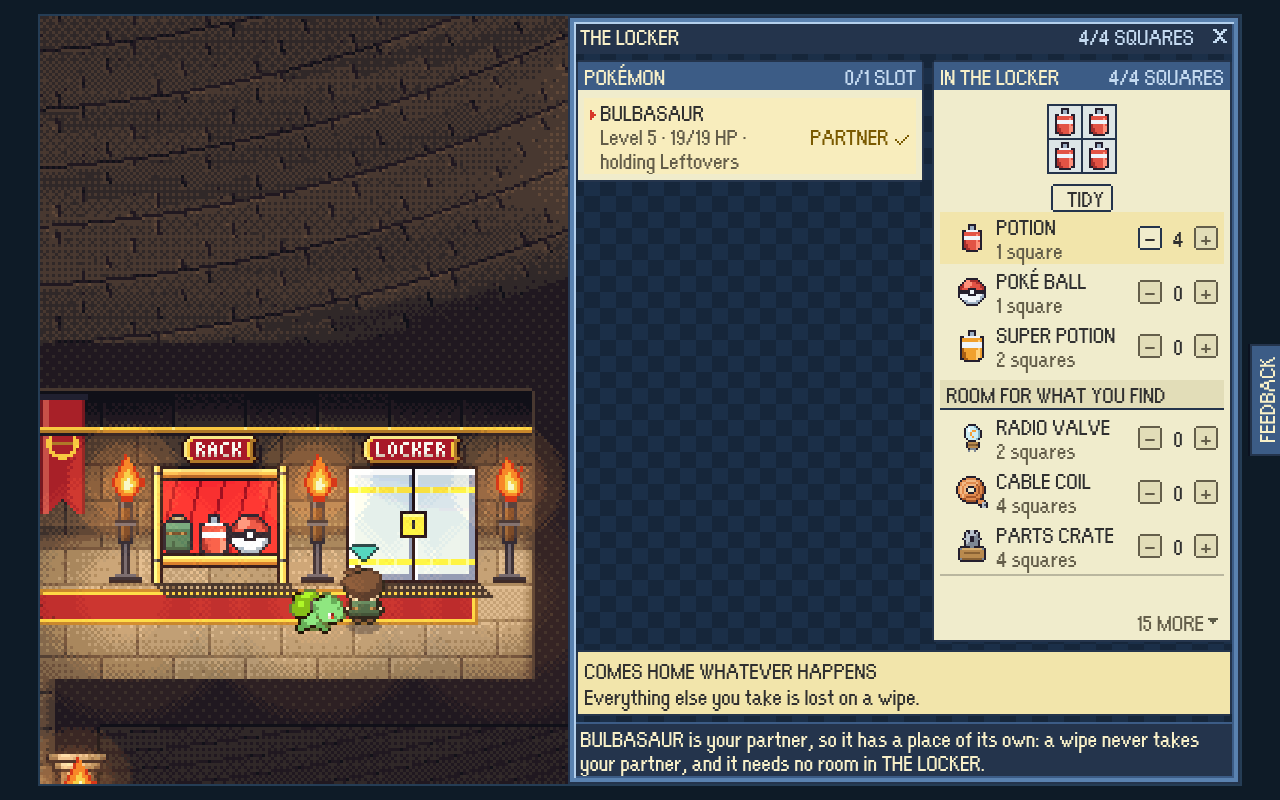 THE LOCKER
4/4 SQUARES X
POKÉMON
0/1 SLOT
BULBASAUR
Level 5 · 19/19 HP ·
holding Leftovers
PARTNER
IN THE LOCKER
4/4 SQUARES
TIDY
POTION
1 square
− 4 +
POKÉ BALL
1 square
− 0 +
SUPER POTION
2 squares
− 0 +
ROOM FOR WHAT YOU FIND
RADIO VALVE
2 squares
− 0 +
CABLE COIL
4 squares
− 0 +
PARTS CRATE
4 squares
− 0 +
15 MORE
COMES HOME WHATEVER HAPPENS
Everything else you take is lost on a wipe.
BULBASAUR is your partner, so it has a place of its own: a wipe never takes
your partner, and it needs no room in THE LOCKER.
RACK
LOCKER
FEEDBACK